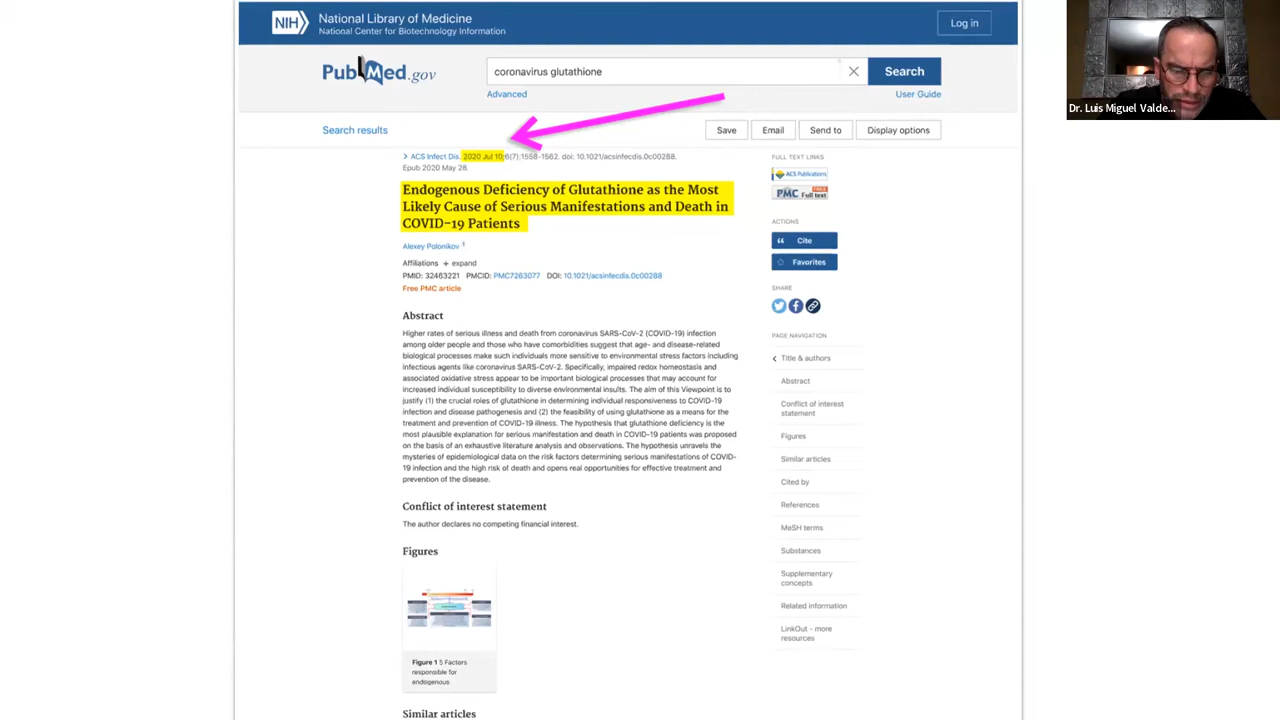 NIH
National Library of Medicine
National Center for Biotechnology Information
Log in
PubMed.gov
coronavirus glutathione
Search
Advanced
User Guide
Search results
Save
Email
Send to
Display options
ACS Infect Dis. 2020 Jul 10;6(7):1558-1562. doi: 10.1021/acsinfecdis.0c00288.
Epub 2020 May 28.
Endogenous Deficiency of Glutathione as the Most
Likely Cause of Serious Manifestations and Death in
COVID-19 Patients
Alexey Polonikov 1
Affiliations + expand
PMID: 32463221 PMCID: PMC7263077 DOI: 10.1021/acsinfecdis.0c00288
Free PMC article
Abstract
Higher rates of serious illness and death from coronavirus SARS-CoV-2 (COVID-19) infection
among older people and those who have comorbidities suggest that age- and disease-related
biological processes make such individuals more sensitive to environmental stress factors including
infectious agents like coronavirus SARS-CoV-2. Specifically, impaired redox homeostasis and
associated oxidative stress appear to be important biological processes that may account for
increased individual susceptibility to diverse environmental insults. The aim of this Viewpoint is to
justify (1) the crucial roles of glutathione in determining individual responsiveness to COVID-19
infection and disease pathogenesis and (2) the feasibility of using glutathione as a means for the
treatment and prevention of COVID-19 illness. The hypothesis that glutathione deficiency is the
most plausible explanation for serious manifestation and death in COVID-19 patients was proposed
on the basis of an exhaustive literature analysis and observations. The hypothesis unravels the
mysteries of epidemiological data on the risk factors determining serious manifestations of COVID-
19 infection and the high risk of death and opens real opportunities for effective treatment and
prevention of the disease.
Conflict of interest statement
The author declares no competing financial interest.
Figures
Figure 1 5 Factors
responsible for
endogenous
Similar articles
FULL TEXT LINKS
ACS Publications
PMC FREE Full text
ACTIONS
Cite
Favorites
SHARE
PAGE NAVIGATION
Title & authors
Abstract
Conflict of interest
statement
Figures
Similar articles
Cited by
References
MeSH terms
Substances
Supplementary
concepts
Related information
LinkOut - more
resources
Dr. Luis Miguel Valde...